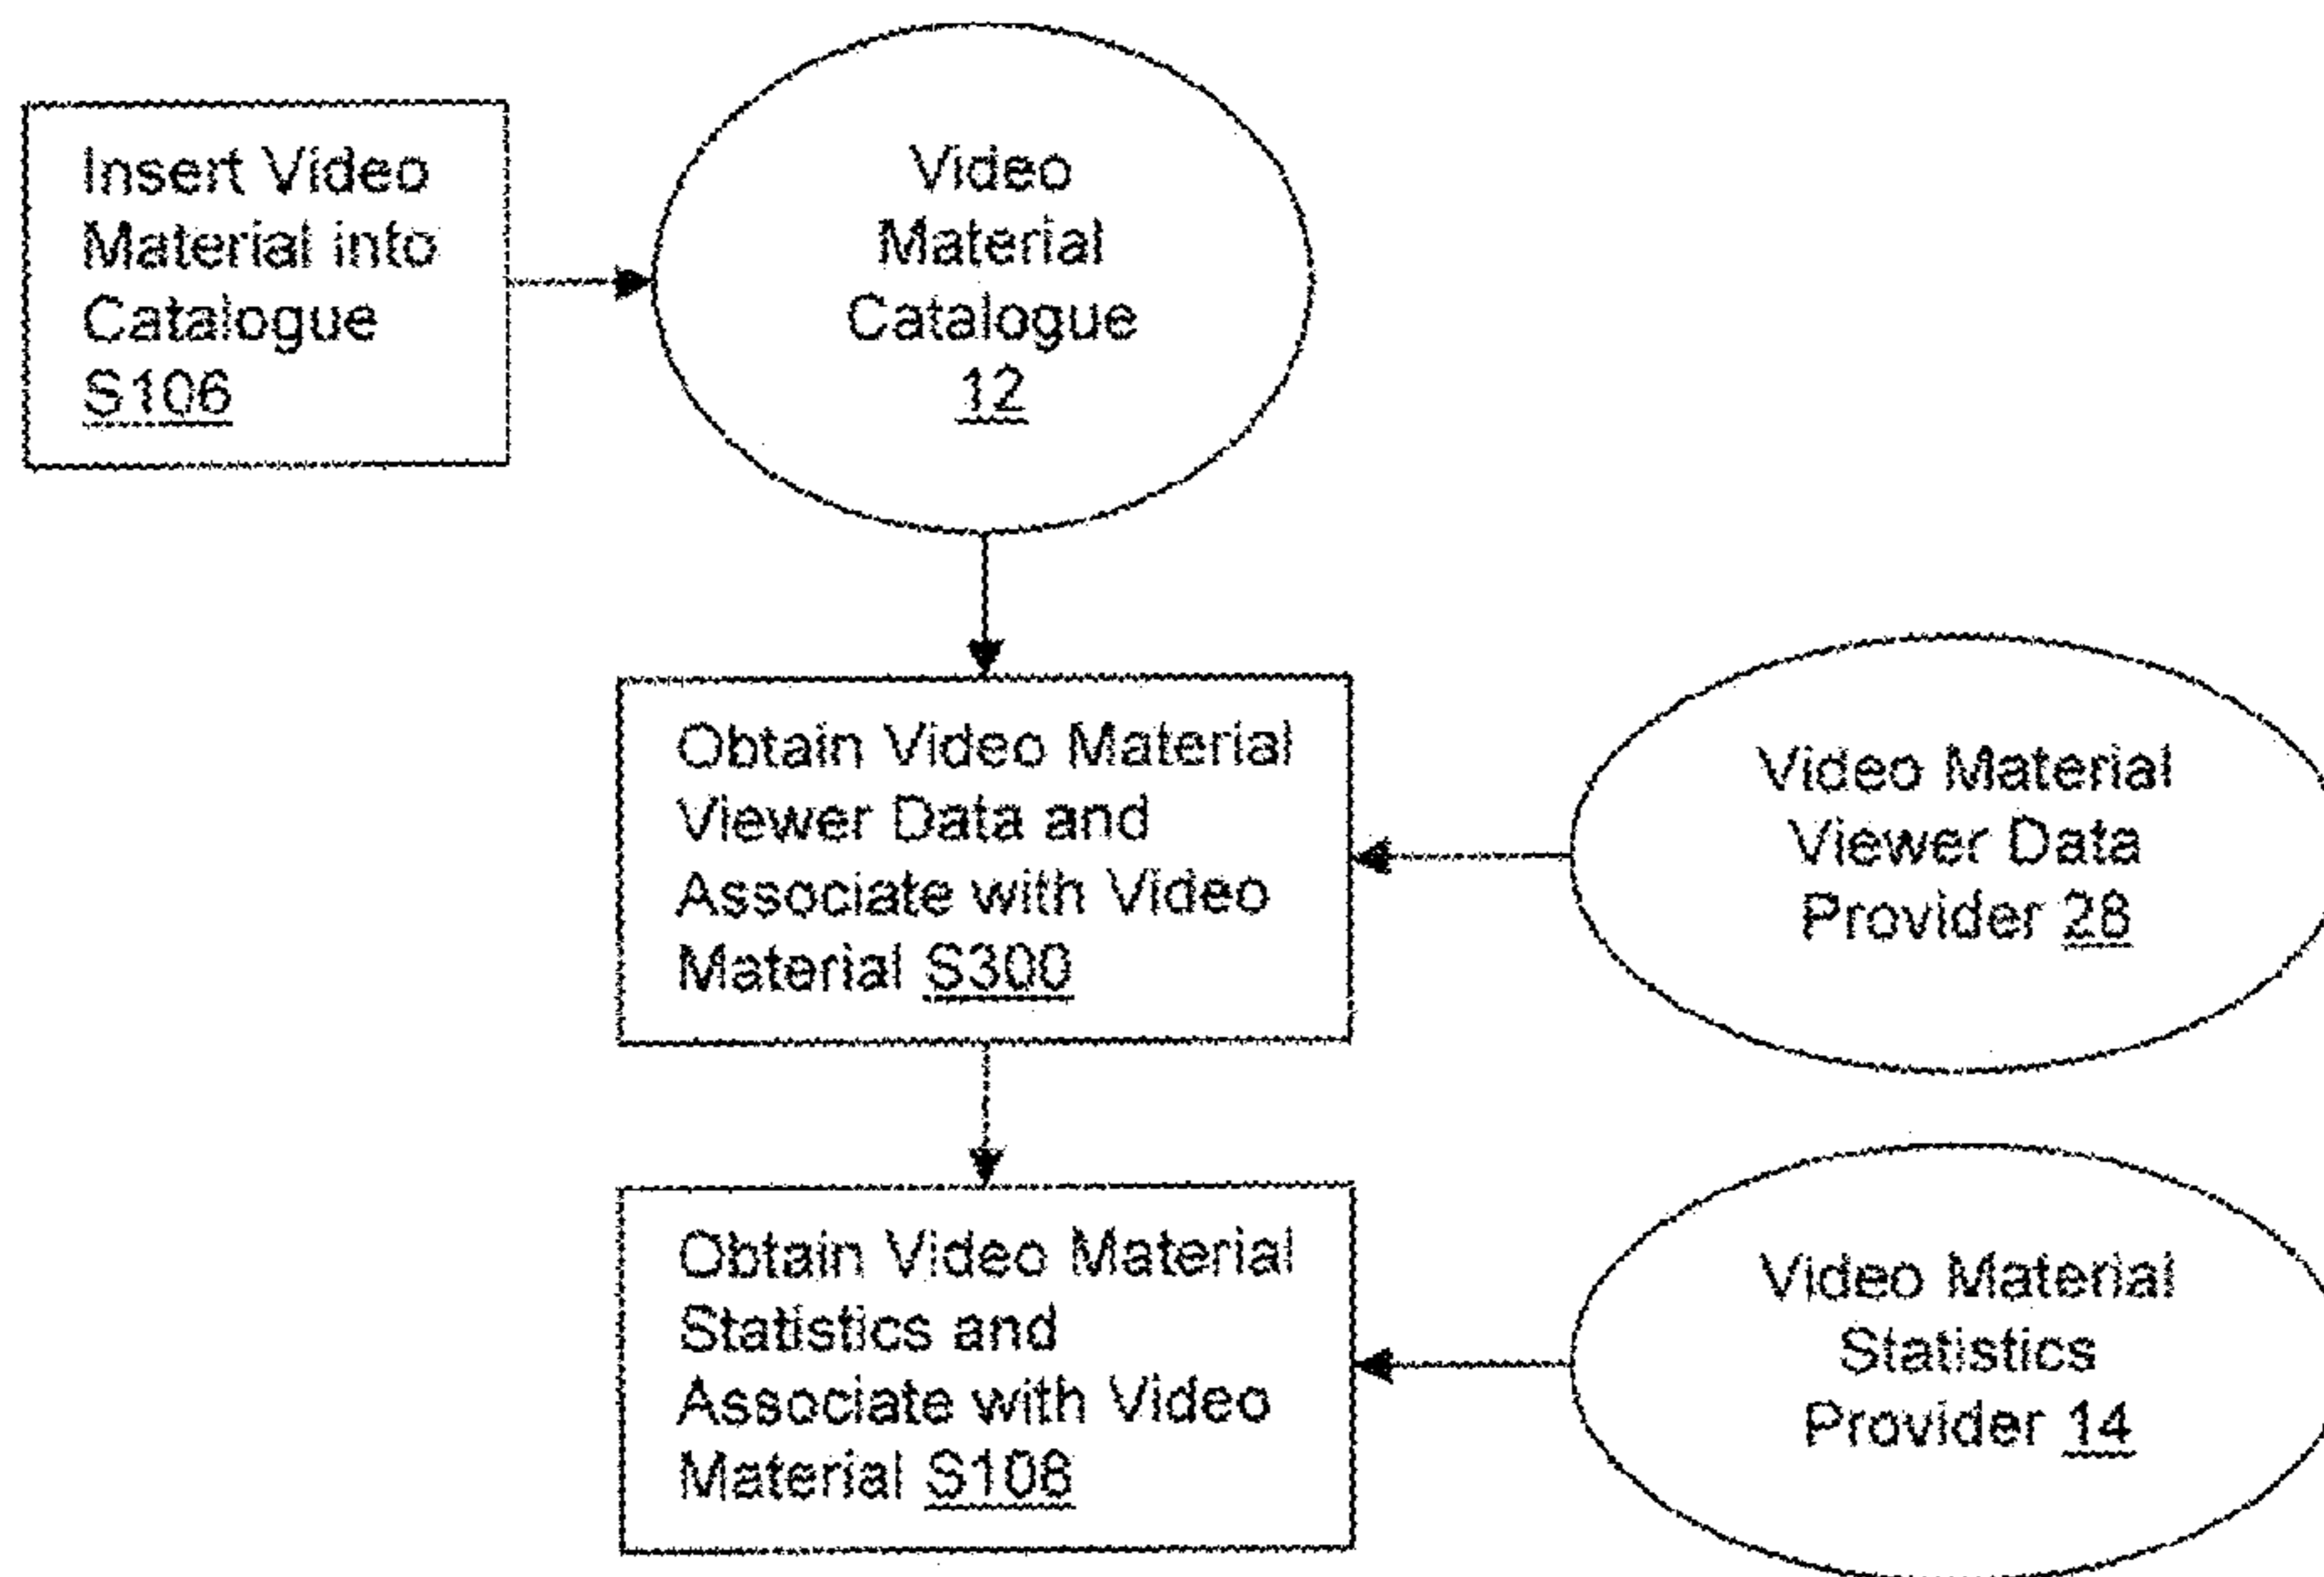 Insert Video
Material into
Catalogue
S106
Video
Material
Catalogue
12
Obtain Video Material
Viewer Data and
Associate with Video
Material S300
Video Material
Viewer Data
Provider 28
Obtain Video Material
Statistics and
Associate with Video
Material S108
Video Material
Statistics
Provider 14